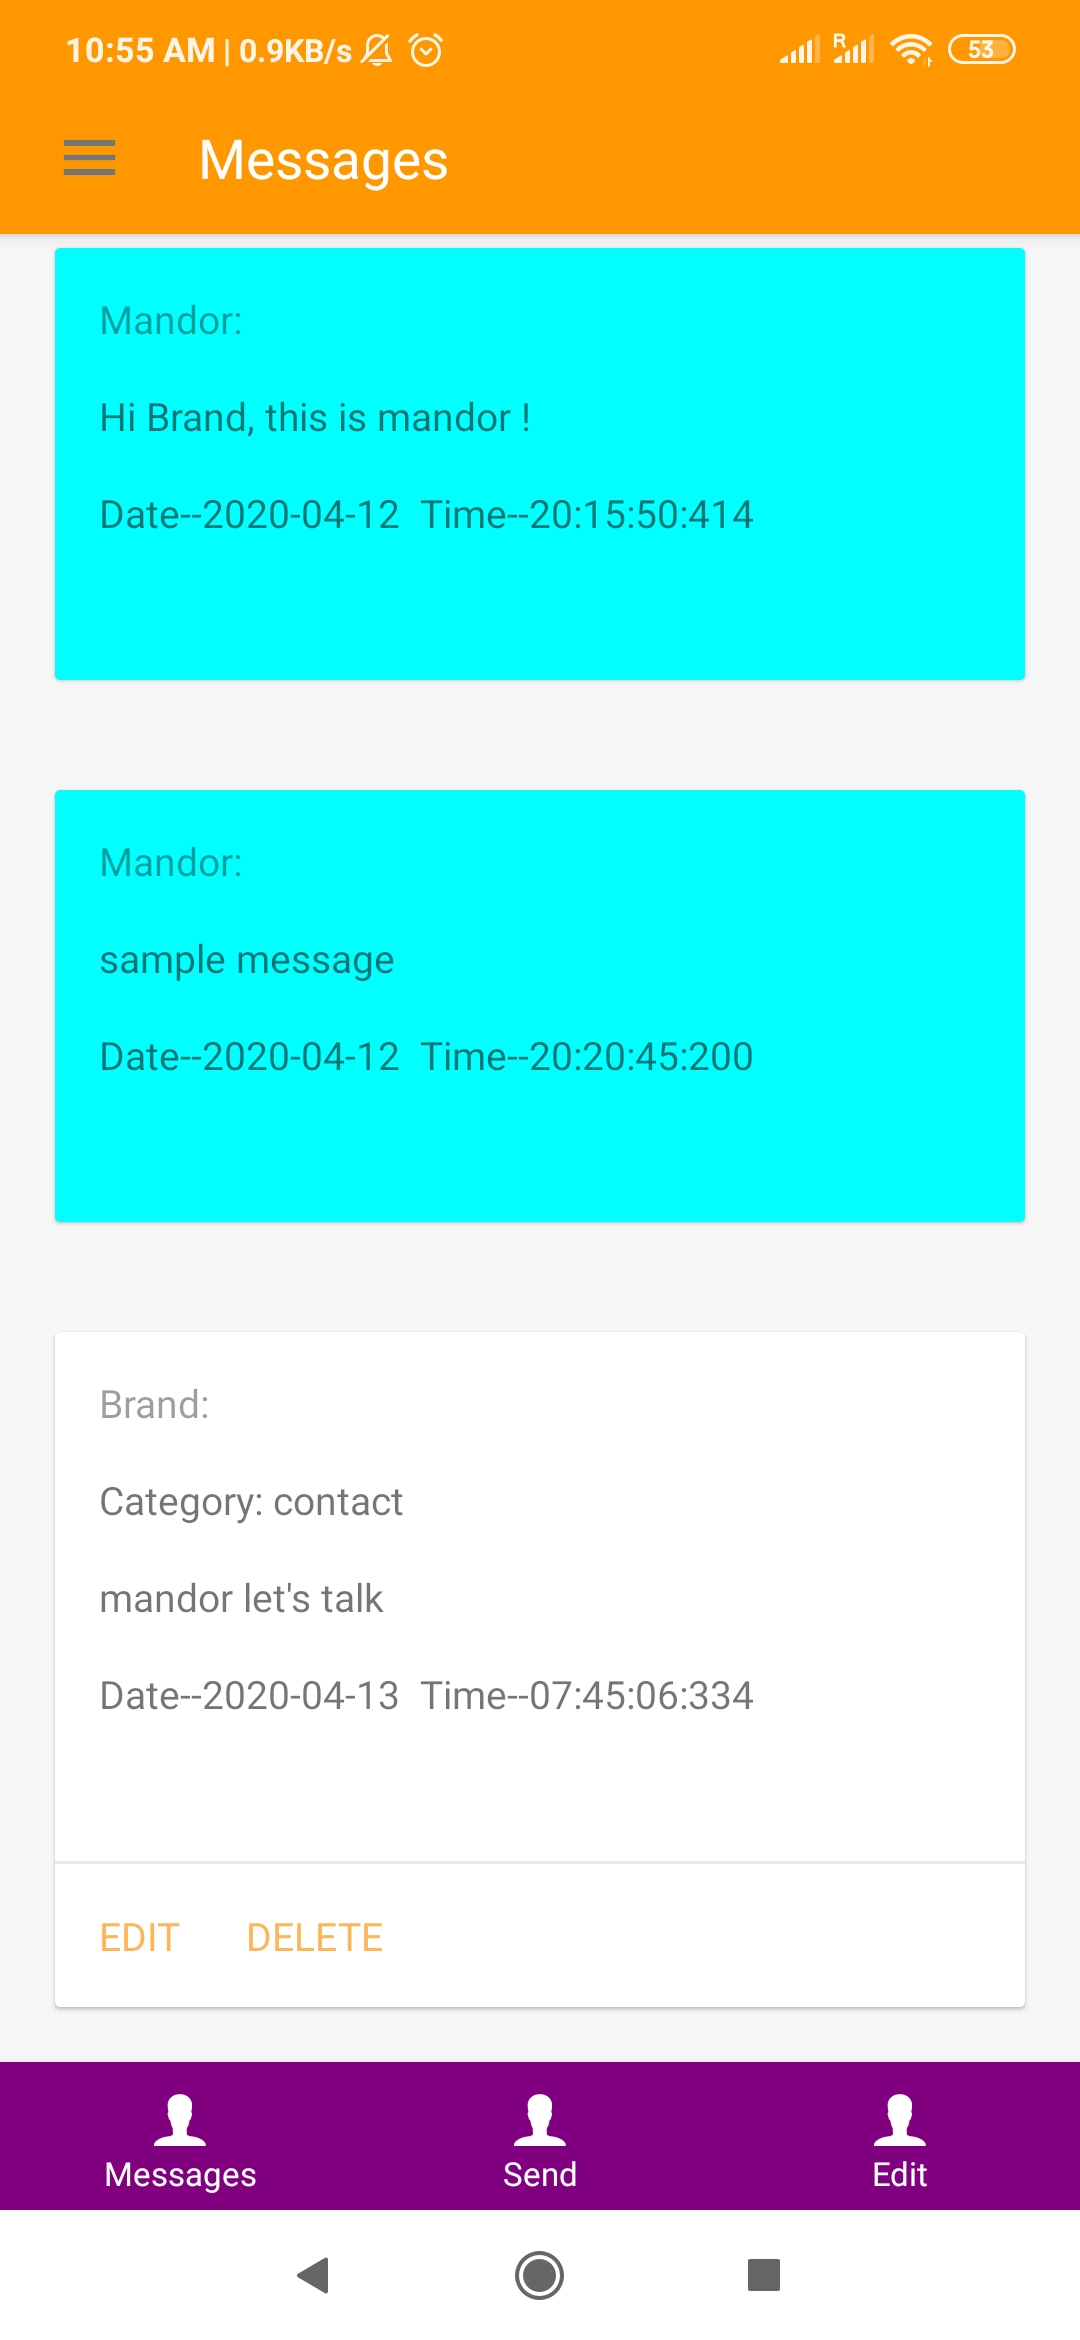 10:55 AM | 0.9KB/s R 53
Messages
Mandor:
Hi Brand, this is mandor !
Date--2020-04-12  Time--20:15:50:414
Mandor:
sample message
Date--2020-04-12  Time--20:20:45:200
Brand:
Category: contact
mandor let's talk
Date--2020-04-13  Time--07:45:06:334
EDIT DELETE
Messages Send Edit